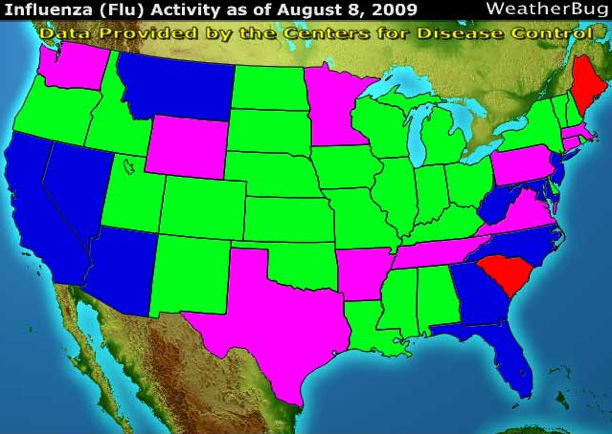 Influenza (Flu) Activity as of August 8, 2009 WeatherBug
Data Provided by the Centers for Disease Control